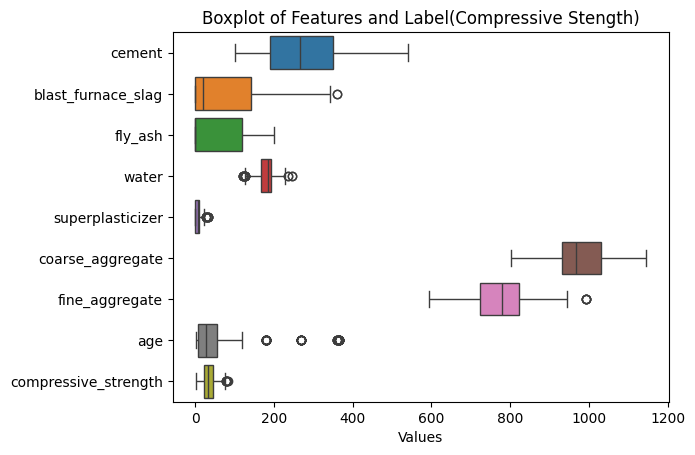 Boxplot of Features and Label(Compressive Stength)
cement
blast_furnace_slag
fly_ash
water
superplasticizer
coarse_aggregate
fine_aggregate
age
compressive_strength
0 200 400 600 800 1000 1200
Values